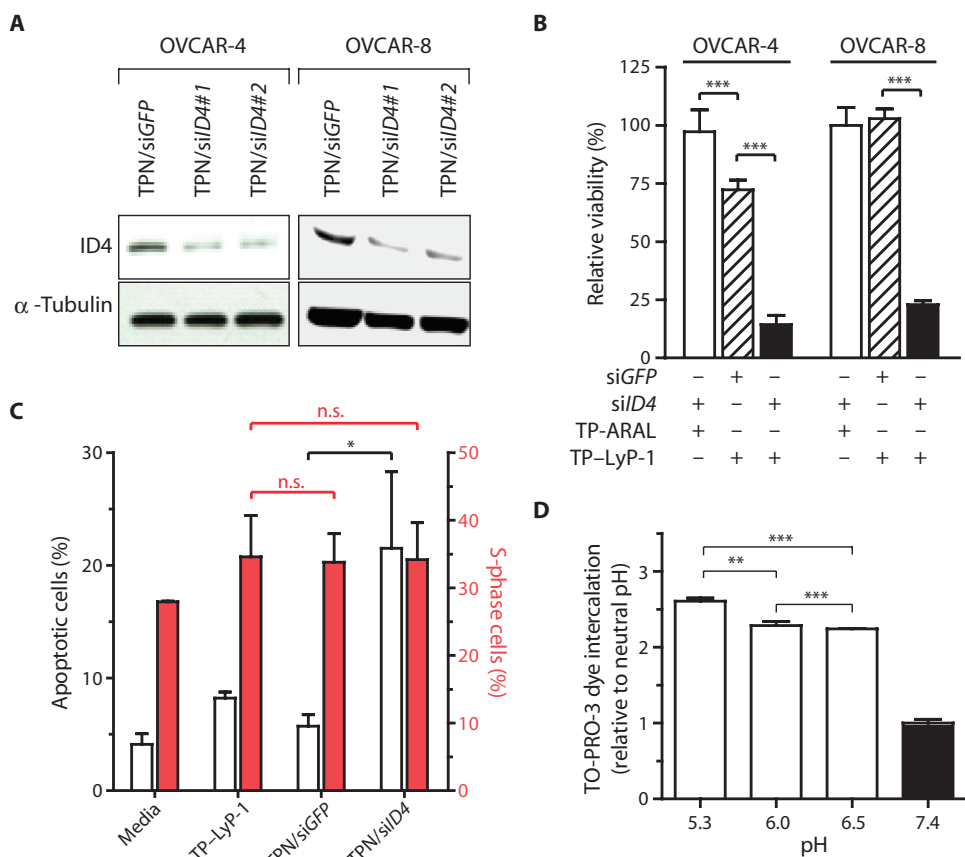 A
OVCAR-4 OVCAR-8
TPN/siGFP TPN/siID4#1 TPN/siID4#2 TPN/siGFP TPN/siID4#1 TPN/siID4#2
ID4
α -Tubulin
B
OVCAR-4 OVCAR-8
Relative viability (%)
125
100
75
50
25
0
*** *** ***
siGFP – + – – + –
siID4 + – + + – +
TP-ARAL + – – + – –
TP–LyP-1 – + + – + +
C
Apoptotic cells (%)
30
20
10
0
n.s.
*
n.s.
50
40
30
20
10
0
S-phase cells (%)
Media TP–LyP-1 TPN/siGFP TPN/siID4
D
TO-PRO-3 dye intercalation
(relative to neutral pH)
3
2
1
0
***
**
***
5.3 6.0 6.5 7.4
pH